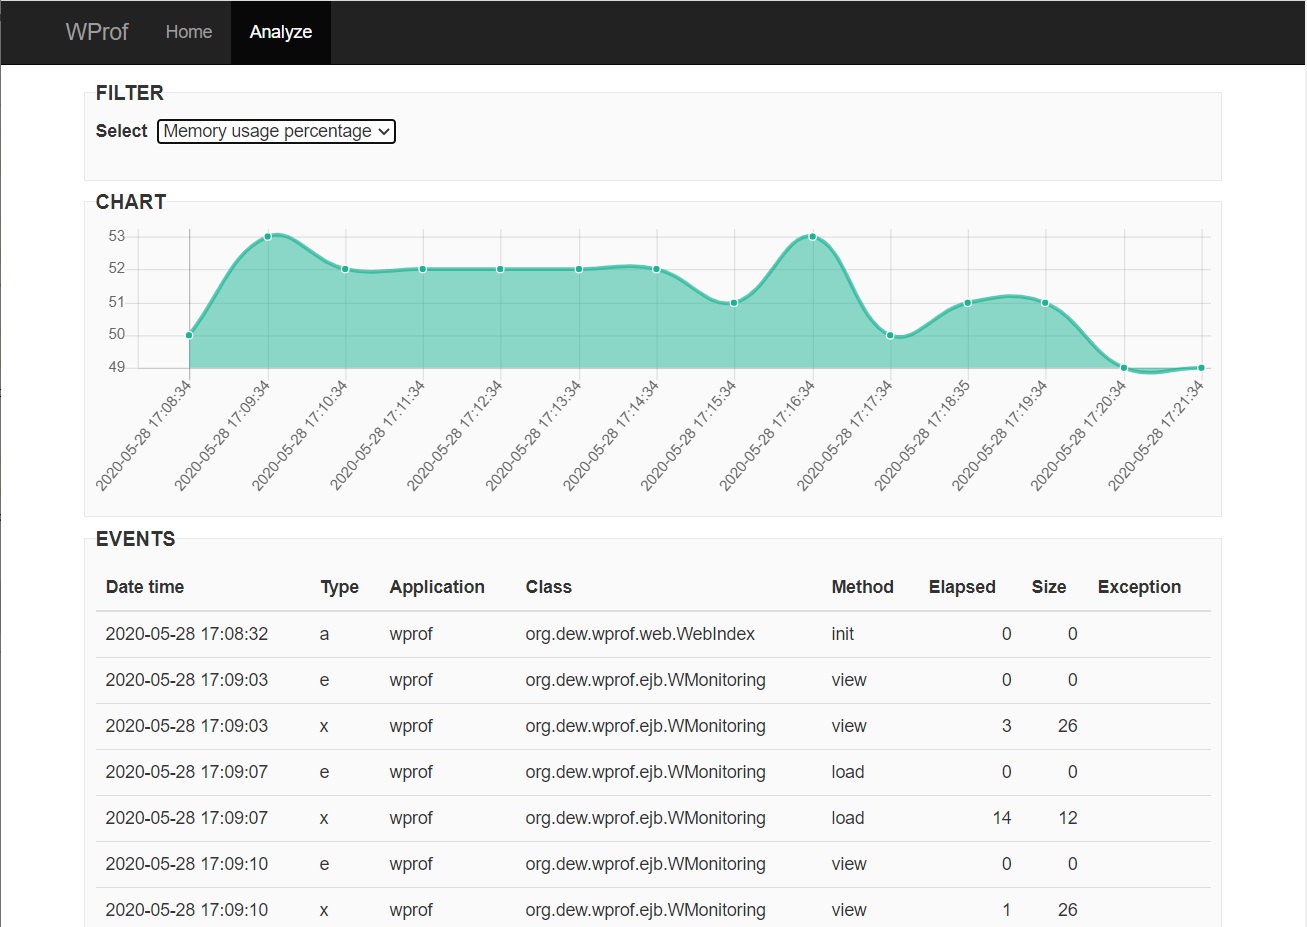 WProf Home Analyze
FILTER
Select Memory usage percentage
CHART
53
52
51
50
49
2020-05-28 17:08:34
2020-05-28 17:09:34
2020-05-28 17:10:34
2020-05-28 17:11:34
2020-05-28 17:12:34
2020-05-28 17:13:34
2020-05-28 17:14:34
2020-05-28 17:15:34
2020-05-28 17:16:34
2020-05-28 17:17:34
2020-05-28 17:18:35
2020-05-28 17:19:34
2020-05-28 17:20:34
2020-05-28 17:21:34
EVENTS
Date time Type Application Class Method Elapsed Size Exception
2020-05-28 17:08:32 a wprof org.dew.wprof.web.WebIndex init 0 0
2020-05-28 17:09:03 e wprof org.dew.wprof.ejb.WMonitoring view 0 0
2020-05-28 17:09:03 x wprof org.dew.wprof.ejb.WMonitoring view 3 26
2020-05-28 17:09:07 e wprof org.dew.wprof.ejb.WMonitoring load 0 0
2020-05-28 17:09:07 x wprof org.dew.wprof.ejb.WMonitoring load 14 12
2020-05-28 17:09:10 e wprof org.dew.wprof.ejb.WMonitoring view 0 0
2020-05-28 17:09:10 x wprof org.dew.wprof.ejb.WMonitoring view 1 26